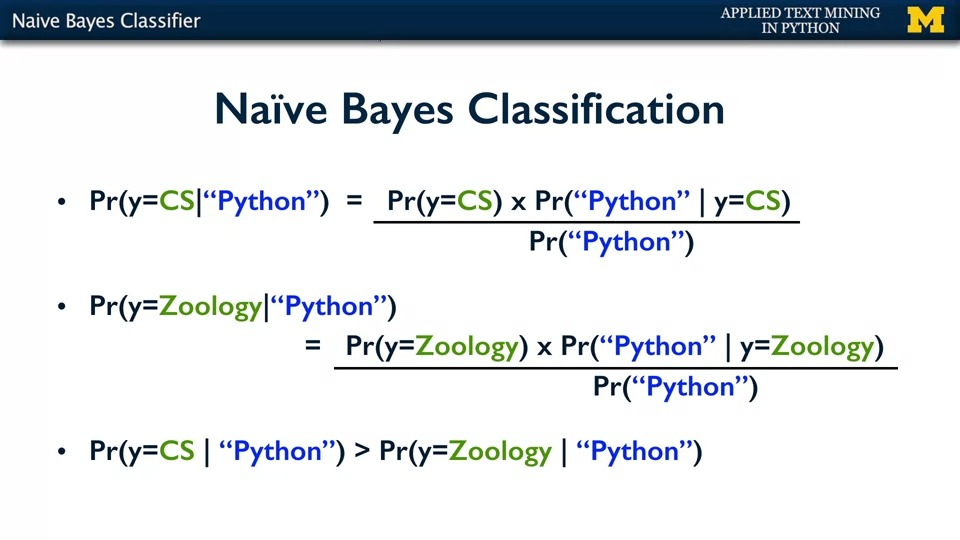 Naive Bayes Classifier
APPLIED TEXT MINING
IN PYTHON
M
Naïve Bayes Classification
• Pr(y=CS|“Python”) = Pr(y=CS) x Pr(“Python” | y=CS)
Pr(“Python”)
• Pr(y=Zoology|“Python”)
= Pr(y=Zoology) x Pr(“Python” | y=Zoology)
Pr(“Python”)
• Pr(y=CS | “Python”) > Pr(y=Zoology | “Python”)